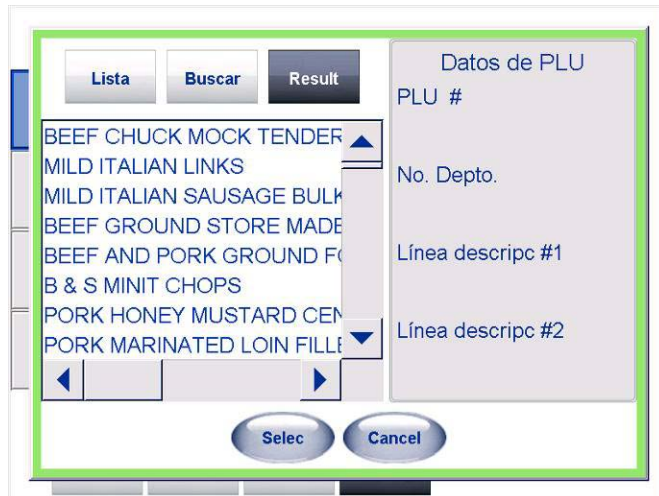 Lista Buscar Result
BEEF CHUCK MOCK TENDER
MILD ITALIAN LINKS
MILD ITALIAN SAUSAGE BULK
BEEF GROUND STORE MADE
BEEF AND PORK GROUND
B & S MINIT CHOPS
PORK HONEY MUSTARD CEN
PORK MARINATED LOIN FILLE
Datos de PLU
PLU #
No. Depto.
Línea descripc #1
Línea descripc #2
Selec Cancel